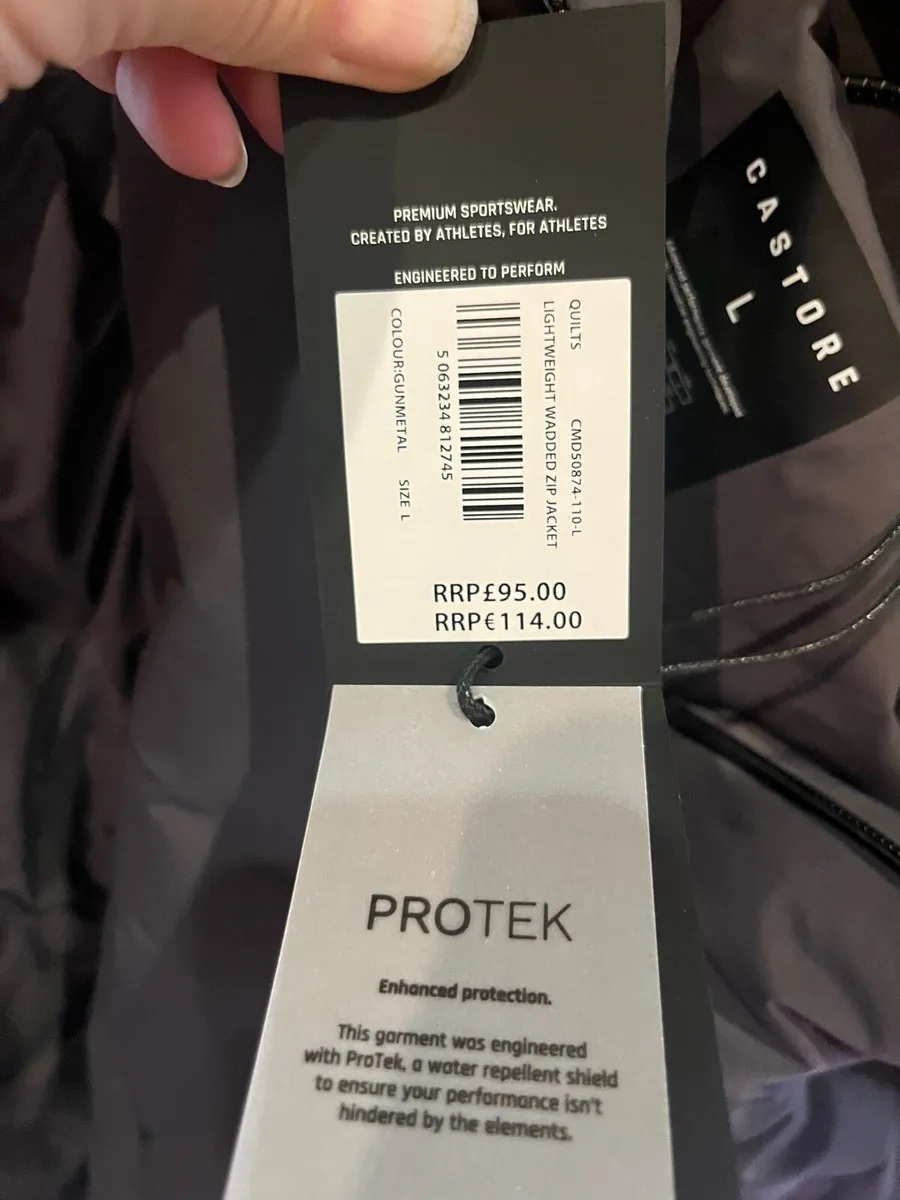 PREMIUM SPORTSWEAR.
CREATED BY ATHLETES, FOR ATHLETES
ENGINEERED TO PERFORM
QUILTS CMD50874-110-L
LIGHTWEIGHT WADDED ZIP JACKET
5 063234 812745
COLOUR:GUNMETAL SIZE L
RRP£95.00
RRP€114.00
CASTORE
L
PROTEK
Enhanced protection.
This garment was engineered
with ProTek, a water repellent shield
to ensure your performance isn't
hindered by the elements.